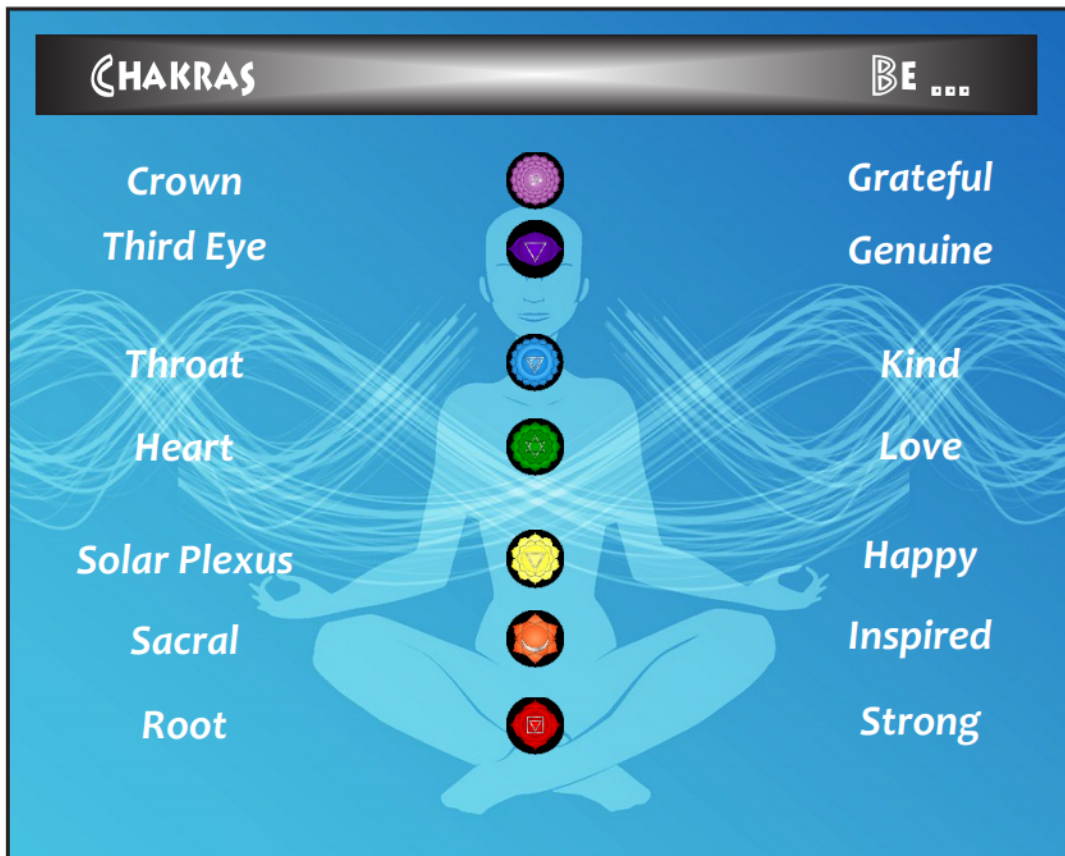 Chakras Be ...
Crown Grateful
Third Eye Genuine
Throat Kind
Heart Love
Solar Plexus Happy
Sacral Inspired
Root Strong